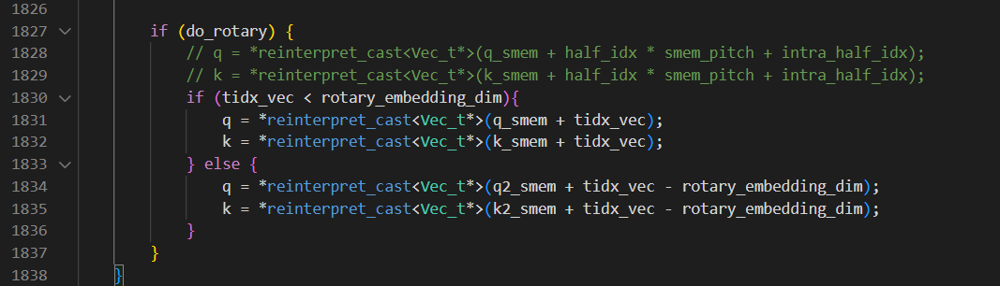 1826
1827 if (do_rotary) {
1828 // q = *reinterpret_cast<Vec_t*>(q_smem + half_idx * smem_pitch + intra_half_idx);
1829 // k = *reinterpret_cast<Vec_t*>(k_smem + half_idx * smem_pitch + intra_half_idx);
1830 if (tidx_vec < rotary_embedding_dim){
1831 q = *reinterpret_cast<Vec_t*>(q_smem + tidx_vec);
1832 k = *reinterpret_cast<Vec_t*>(k_smem + tidx_vec);
1833 } else {
1834 q = *reinterpret_cast<Vec_t*>(q2_smem + tidx_vec - rotary_embedding_dim);
1835 k = *reinterpret_cast<Vec_t*>(k2_smem + tidx_vec - rotary_embedding_dim);
1836 }
1837 }
1838 }